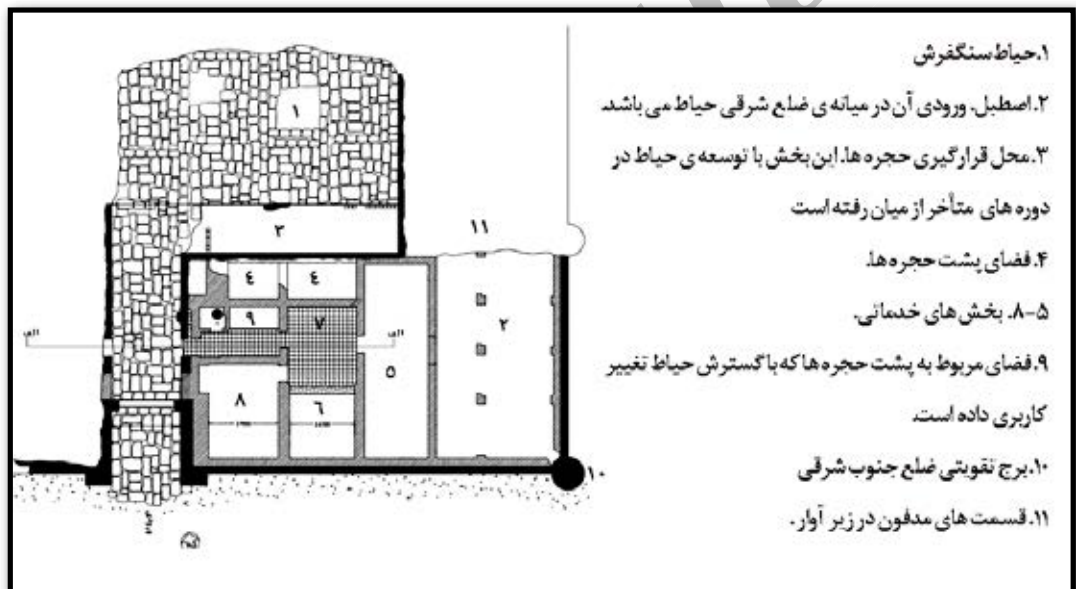 ۱.حیاط سنگفرش
۲.اصطبل. ورودی آن در میانه ی ضلع شرقی حیاط می باشد.
۳.محل قرارگیری حجره ها. این بخش با توسعه ی حیاط در
دوره های متأخر از میان رفته است
۴.فضای پشت حجره ها.
۵-۸. بخش های خدماتی.
۹.فضای مربوط به پشت حجره ها که با گسترش حیاط تغییر
کاربری داده است.
۱۰.برج تقویتی ضلع جنوب شرقی
۱۱.قسمت های مدفون در زیر آوار.
۱
۳
۱۱
۴
۴
۹
۷
۲
۵
الف
الف
۸
۶
۱۰